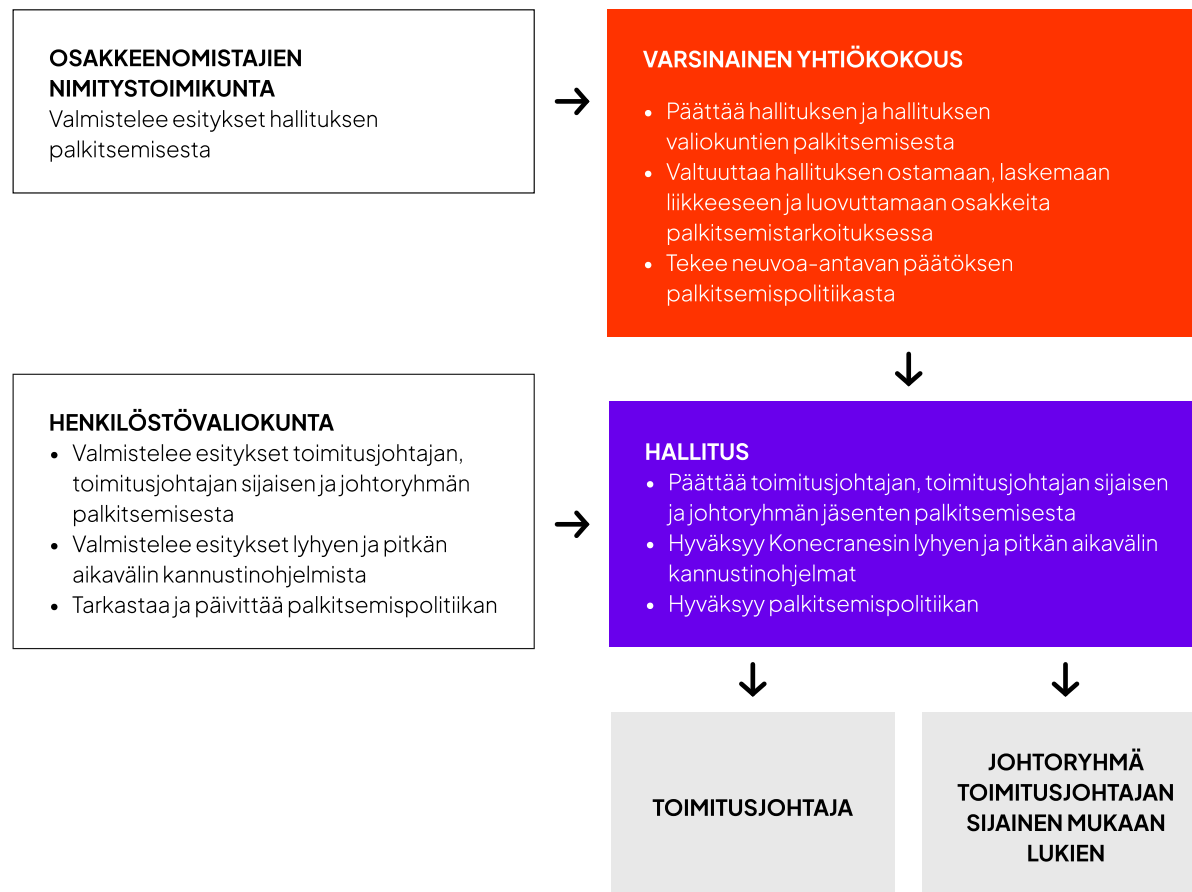 OSAKKEENOMISTAJIEN
NIMITYSTOIMIKUNTA
Valmistelee esitykset hallituksen
palkitsemisesta
VARSINAINEN YHTIÖKOKOUS
• Päättää hallituksen ja hallituksen
valiokuntien palkitsemisesta
• Valtuuttaa hallituksen ostamaan, laskemaan
liikkeeseen ja luovuttamaan osakkeita
palkitsemistarkoituksessa
• Tekee neuvoa-antavan päätöksen
palkitsemispolitiikasta
HENKILÖSTÖVALIOKUNTA
• Valmistelee esitykset toimitusjohtajan,
toimitusjohtajan sijaisen ja johtoryhmän
palkitsemisesta
• Valmistelee esitykset lyhyen ja pitkän
aikavälin kannustinohjelmista
• Tarkastaa ja päivittää palkitsemispolitiikan
HALLITUS
• Päättää toimitusjohtajan, toimitusjohtajan sijaisen
ja johtoryhmän jäsenten palkitsemisesta
• Hyväksyy Konecranesin lyhyen ja pitkän aikavälin
kannustinohjelmat
• Hyväksyy palkitsemispolitiikan
TOIMITUSJOHTAJA
JOHTORYHMÄ
TOIMITUSJOHTAJAN
SIJAINEN MUKAAN
LUKIEN